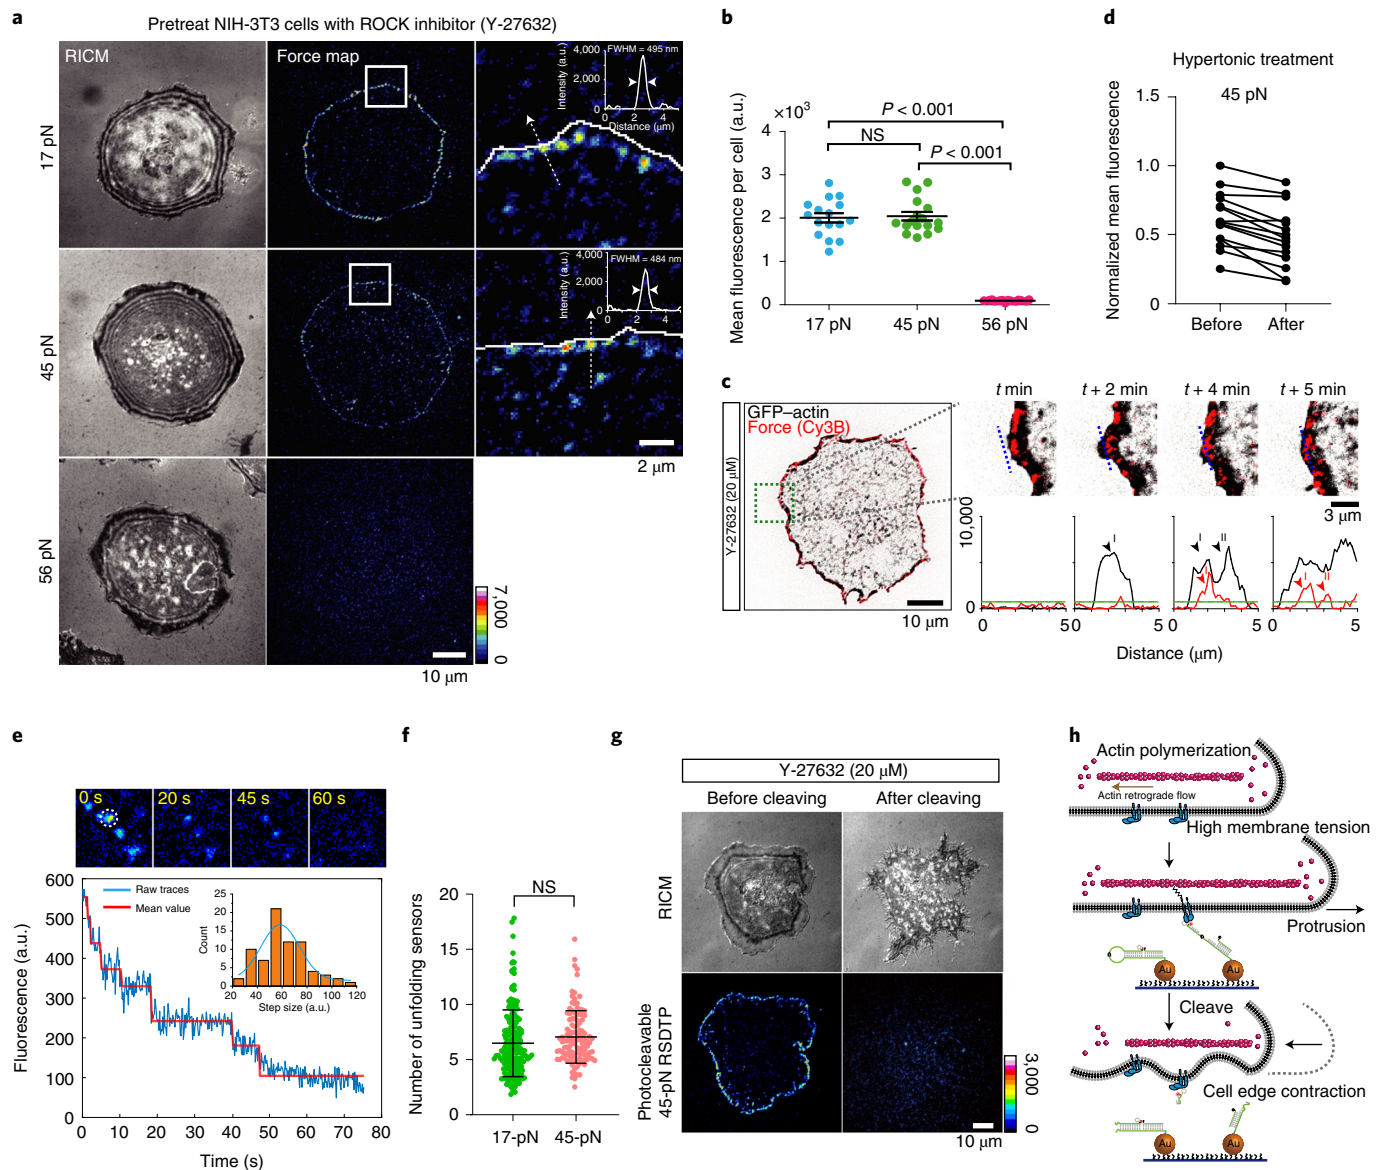 a
Pretreat NIH-3T3 cells with ROCK inhibitor (Y-27632)
RICM
Force map
17 pN
45 pN
56 pN
Intensity (a.u.)
4,000
2,000
0
FWHM = 495 nm
0 2 4
Distance (μm)
Intensity (a.u.)
4,000
2,000
0
FWHM = 484 nm
0 2 4
2 μm
7,000
0
10 μm
b
Mean fluorescence per cell (a.u.)
×10³
4
3
2
1
0
P < 0.001
NS
P < 0.001
17 pN 45 pN 56 pN
d
Hypertonic treatment
45 pN
Normalized mean fluorescence
1.5
1.0
0.5
0
Before After
c
Y-27632 (20 μM)
GFP–actin
Force (Cy3B)
10 μm
t min t + 2 min t + 4 min t + 5 min
3 μm
10,000
0
I
I II
I
I II
0 5 0 5 0 5
Distance (μm)
e
0 s 20 s 45 s 60 s
Fluorescence (a.u.)
600
500
400
300
200
100
0
Raw traces
Mean value
Count
25
20
15
10
5
0
20 40 60 80 100 120
Step size (a.u.)
0 10 20 30 40 50 60 70 80
Time (s)
f
Number of unfolding sensors
20
15
10
5
0
NS
17-pN 45-pN
g
Y-27632 (20 μM)
Before cleaving After cleaving
RICM
Photocleavable
45-pN RSDTP
3,000
0
10 μm
h
Actin polymerization
Actin retrograde flow
High membrane tension
Protrusion
Au Au
Cleave
Cell edge contraction
Au Au